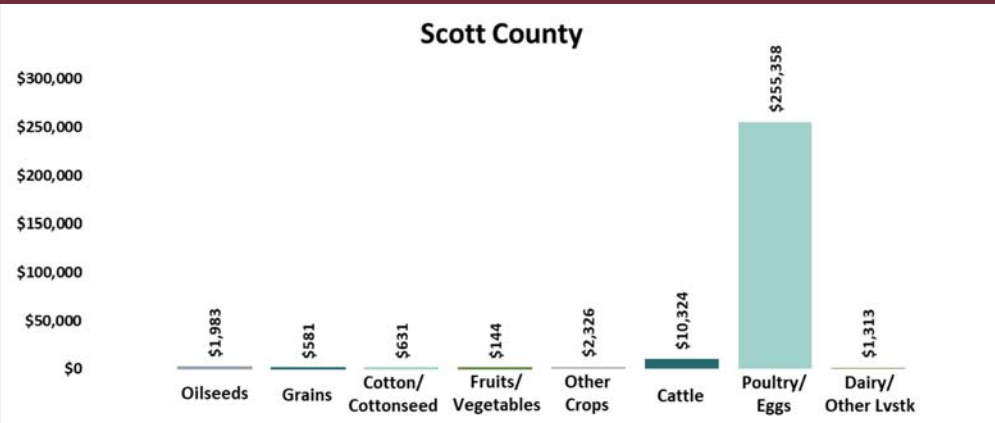 Scott County
$300,000
$250,000
$200,000
$150,000
$100,000
$50,000
$0
$1,983
$581
$631
$144
$2,326
$10,324
$255,358
$1,313
Oilseeds
Grains
Cotton/
Cottonseed
Fruits/
Vegetables
Other
Crops
Cattle
Poultry/
Eggs
Dairy/
Other Lvstk